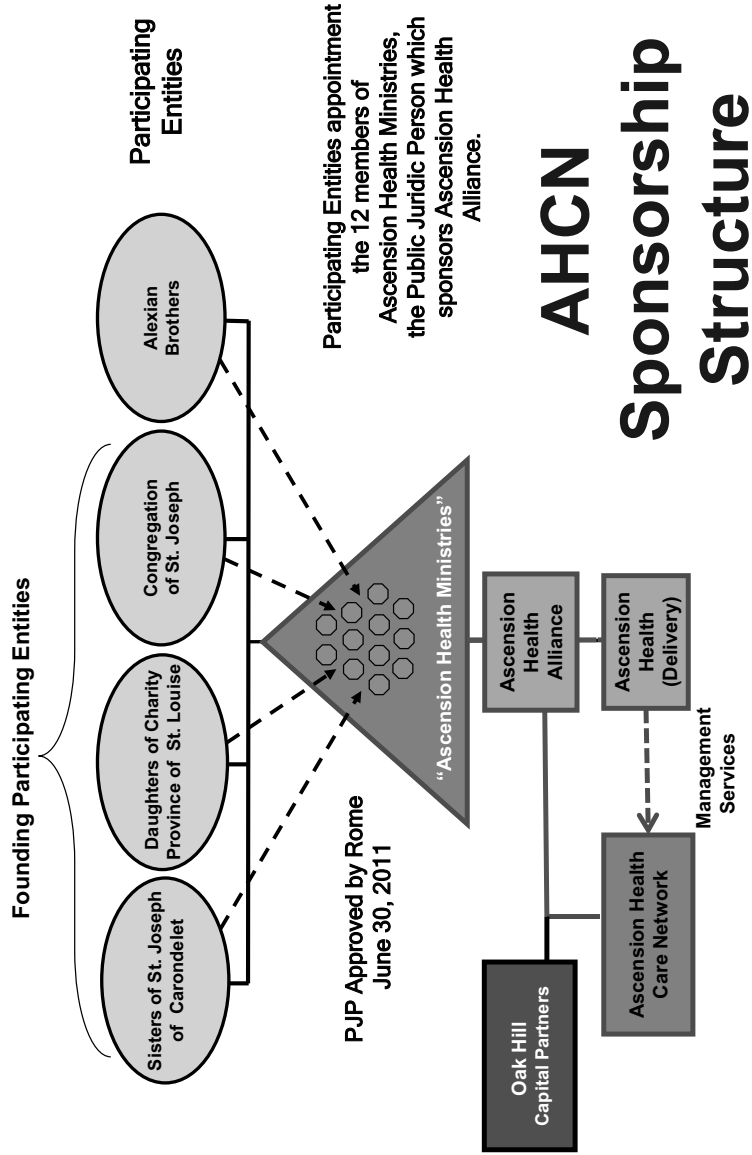 Founding Participating Entities
Participating
Entities
Sisters of St. Joseph
of Carondelet
Daughters of Charity
Province of St. Louise
Congregation
of St. Joseph
Alexian
Brothers
PJP Approved by Rome
June 30, 2011
Participating Entities appointment
the 12 members of
Ascension Health Ministries,
the Public Juridic Person which
sponsors Ascension Health
Alliance.
“Ascension Health Ministries”
Oak Hill
Capital Partners
Ascension
Health
Alliance
Ascension Health
Care Network
Management
Services
Ascension
Health
(Delivery)
AHCN
Sponsorship
Structure